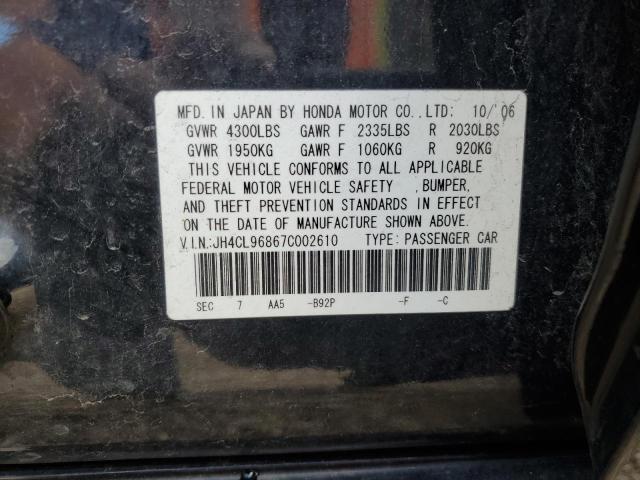 MFD. IN JAPAN BY HONDA MOTOR CO., LTD: 10/'06
GVWR 4300LBS GAWR F 2335LBS R 2030LBS
GVWR 1950KG GAWR F 1060KG R 920KG
THIS VEHICLE CONFORMS TO ALL APPLICABLE
FEDERAL MOTOR VEHICLE SAFETY , BUMPER,
AND THEFT PREVENTION STANDARDS IN EFFECT
ON THE DATE OF MANUFACTURE SHOWN ABOVE.
V.I.N.:JH4CL96867C002610 TYPE: PASSENGER CAR
SEC 7 AA5 -B92P -F -C